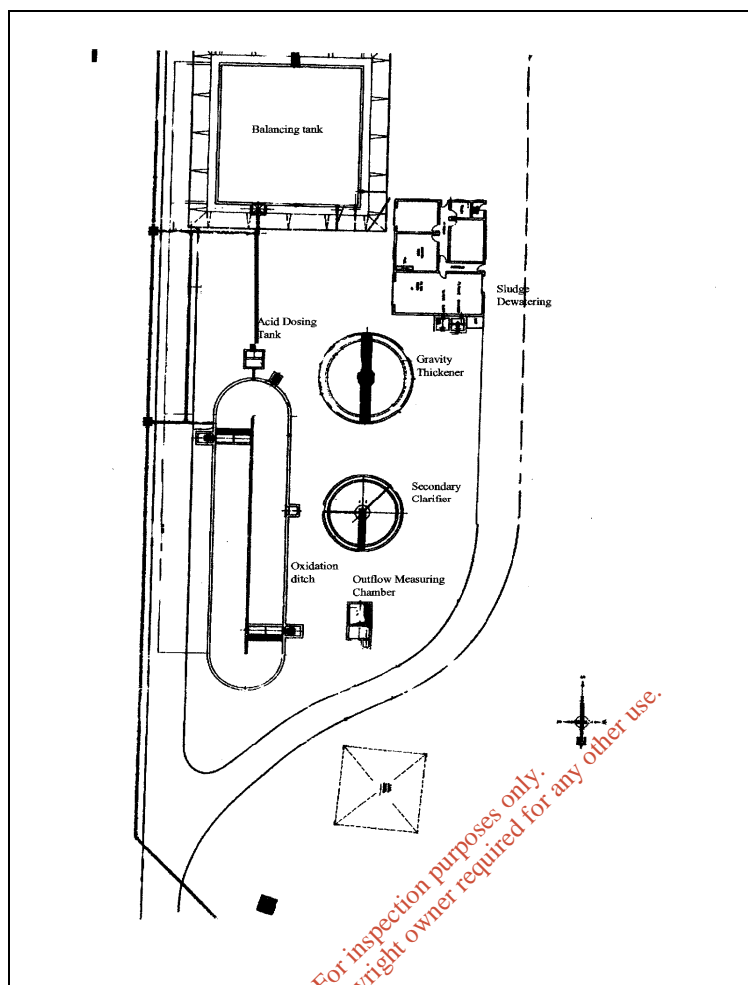 Balancing tank
Sludge
Dewatering
Acid Dosing
Tank
Gravity
Thickener
Secondary
Clarifier
Oxidation
ditch
Outflow Measuring
Chamber
For inspection purposes only.
owner required for any other use.